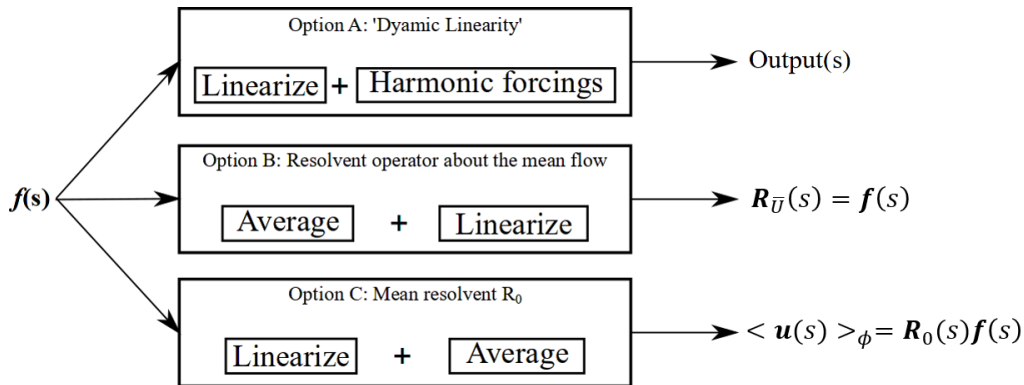 Option A: 'Dyamic Linearity'
Linearize + Harmonic forcings
Output(s)
Option B: Resolvent operator about the mean flow
f(s)
Average + Linearize
R_U̅(s) = f(s)
Option C: Mean resolvent R₀
Linearize + Average
< u(s) >_ϕ= R₀(s)f(s)